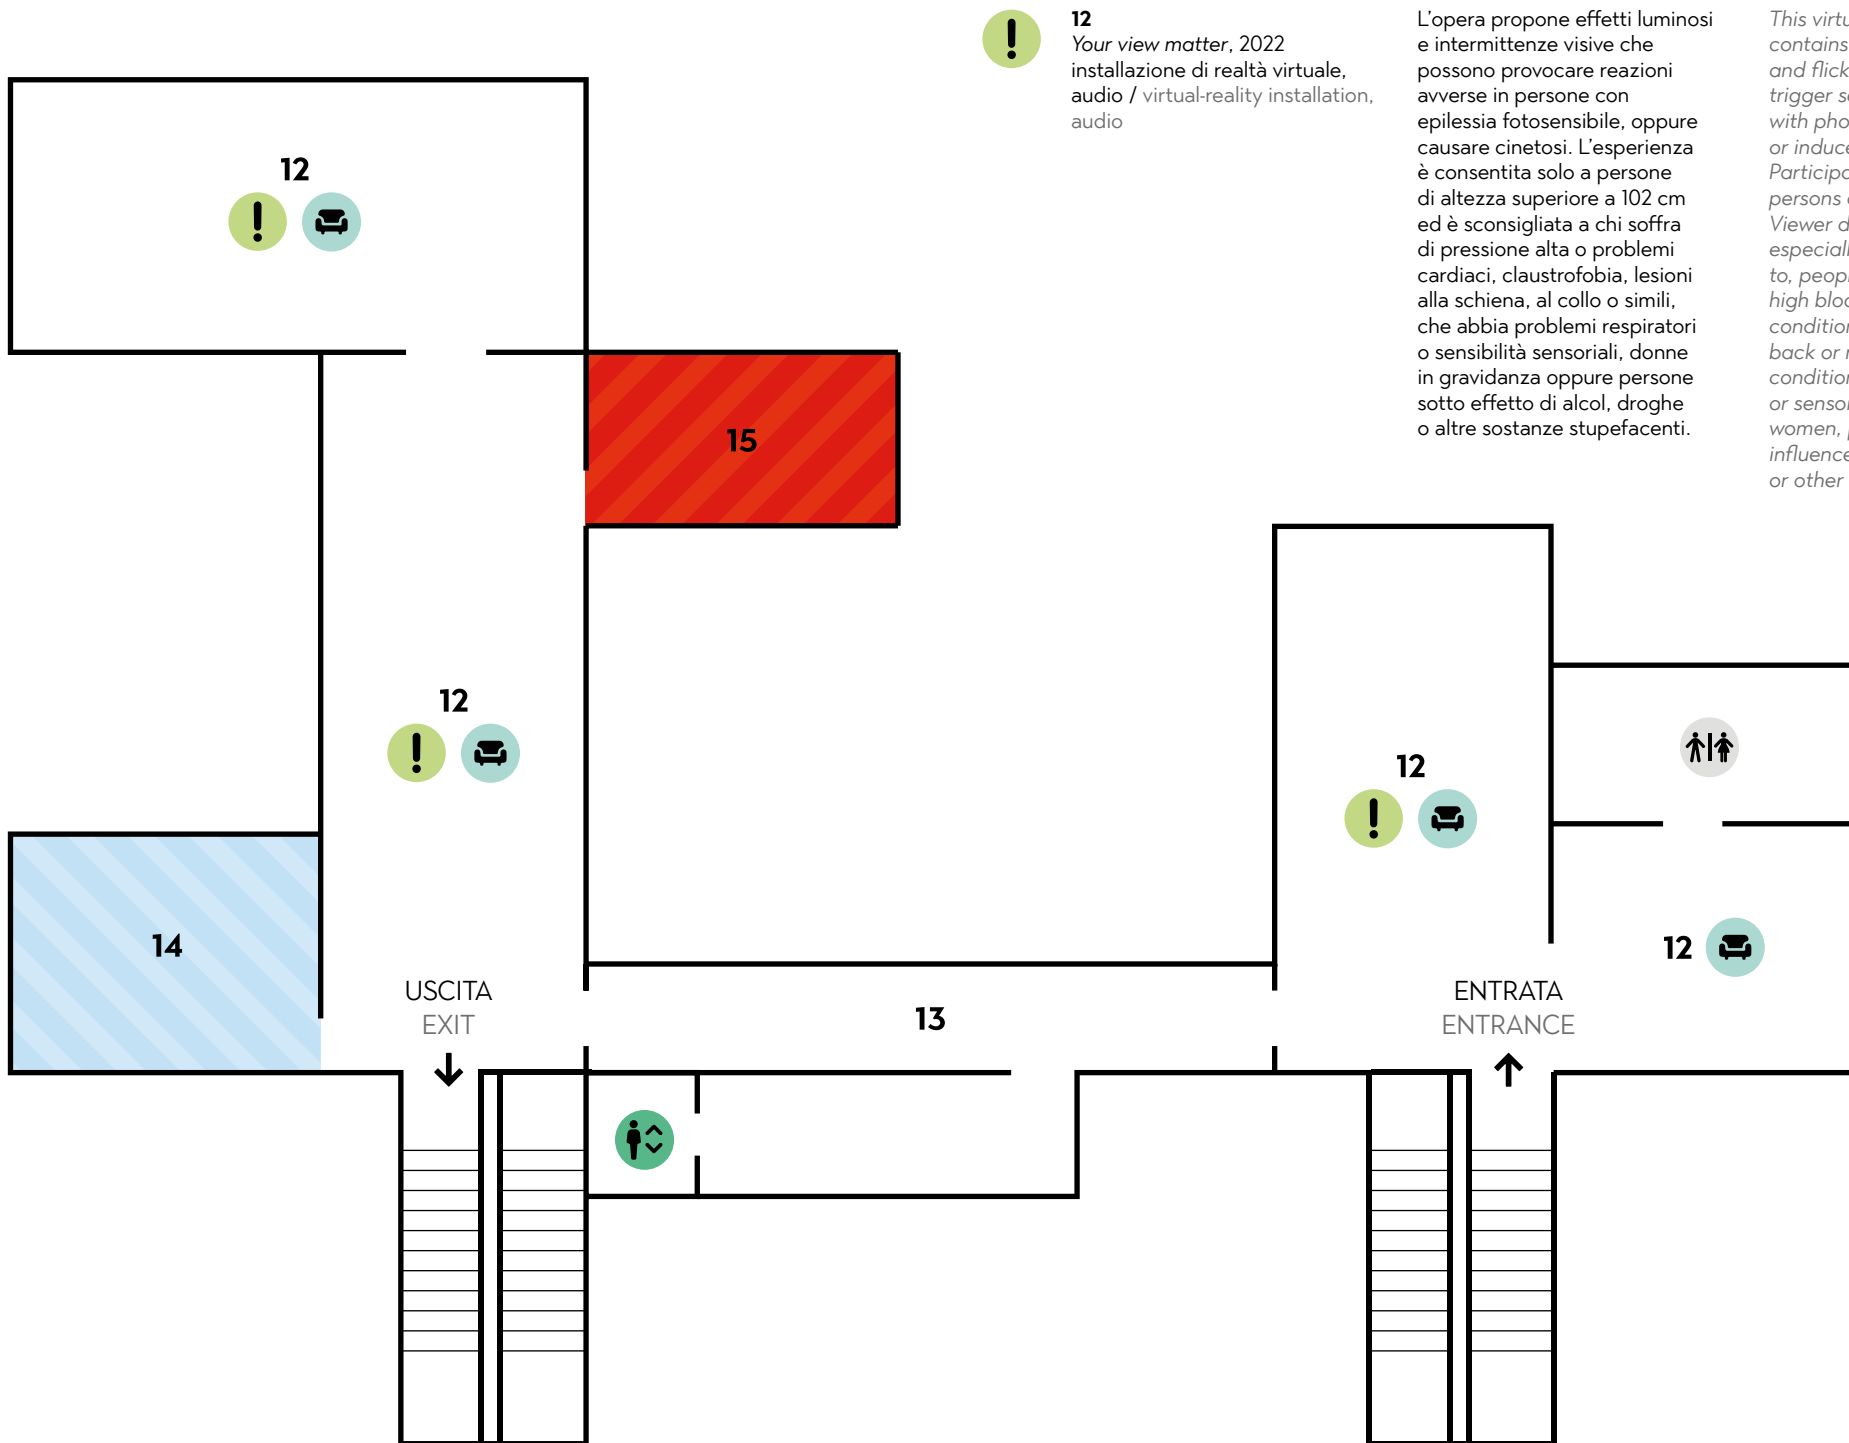 12
Your view matter, 2022
installazione di realtà virtuale,
audio / virtual-reality installation,
audio
L'opera propone effetti luminosi
e intermittenze visive che
possono provocare reazioni
avverse in persone con
epilessia fotosensibile, oppure
causare cinetosi. L'esperienza
è consentita solo a persone
di altezza superiore a 102 cm
ed è sconsigliata a chi soffra
di pressione alta o problemi
cardiaci, claustrofobia, lesioni
alla schiena, al collo o simili,
che abbia problemi respiratori
o sensibilità sensoriali, donne
in gravidanza oppure persone
sotto effetto di alcol, droghe
o altre sostanze stupefacenti.
This
contains
and
trigger
with
or
persons
Viewer
to,
high
back or
or
women,
or other
12
15
12
12
14
12
USCITA
EXIT
13
ENTRATA
ENTRANCE